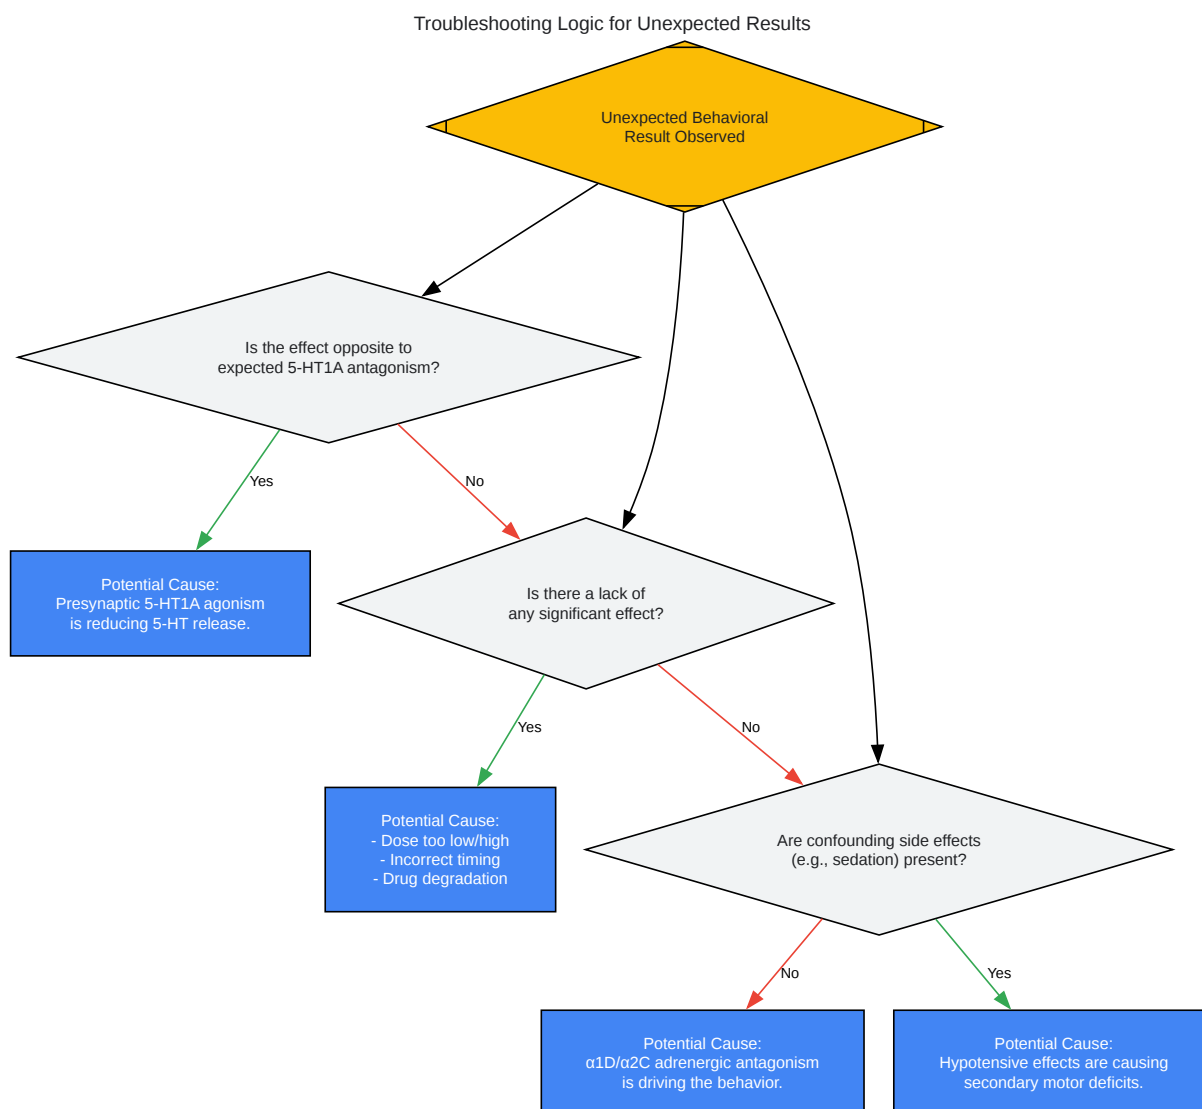 Troubleshooting Logic for Unexpected Results
Unexpected Behavioral
Result Observed
Is the effect opposite to
expected 5-HT1A antagonism?
Yes
No
Potential Cause:
Presynaptic 5-HT1A agonism
is reducing 5-HT release.
Is there a lack of
any significant effect?
Yes
No
Potential Cause:
- Dose too low/high
- Incorrect timing
- Drug degradation
Are confounding side effects
(e.g., sedation) present?
No
Yes
Potential Cause:
α1D/α2C adrenergic antagonism
is driving the behavior.
Potential Cause:
Hypotensive effects are causing
secondary motor deficits.